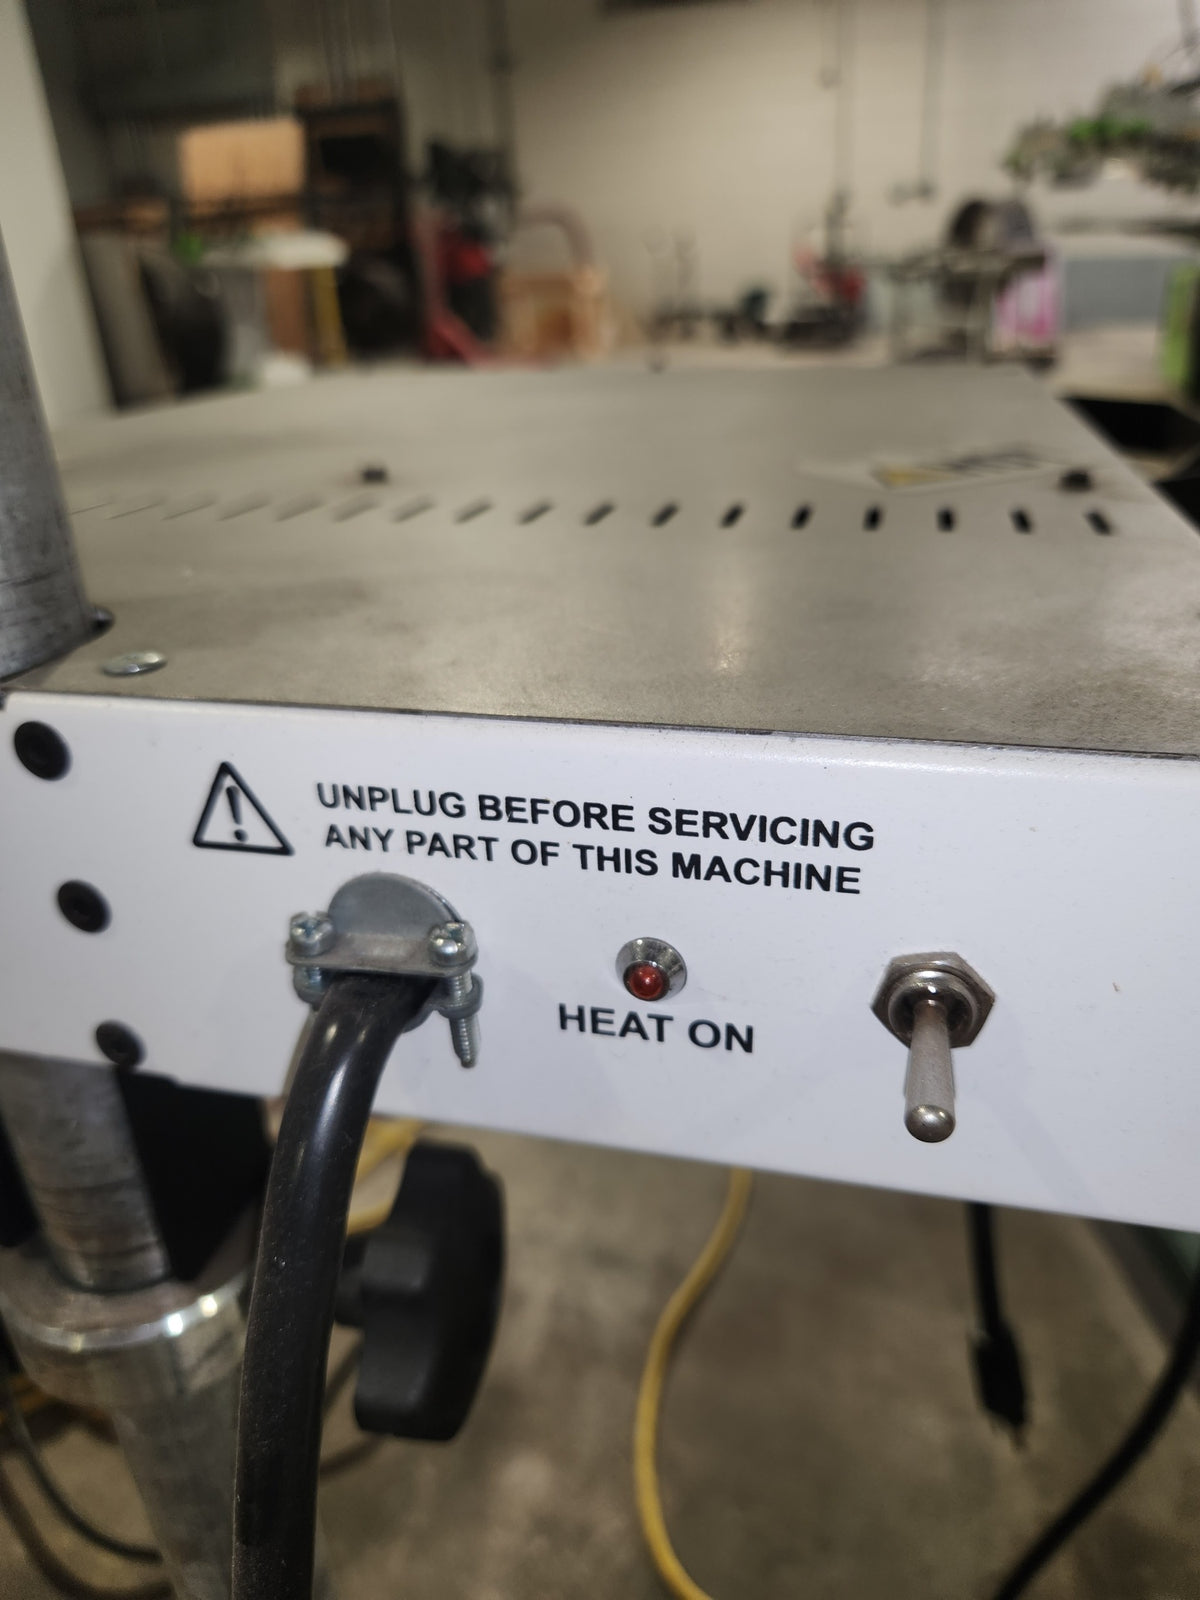 UNPLUG BEFORE SERVICING
ANY PART OF THIS MACHINE
HEAT ON